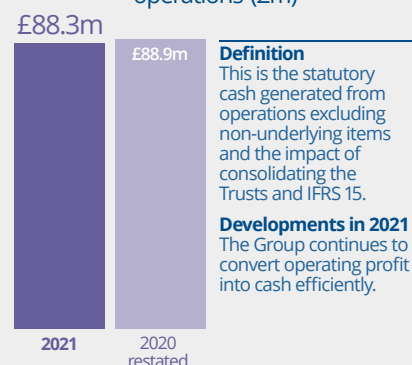 operations (£m)
£88.3m
£88.9m
2021
2020
restated
Definition
This is the statutory
cash generated from
operations excluding
non-underlying items
and the impact of
consolidating the
Trusts and IFRS 15.
Developments in 2021
The Group continues to
convert operating profit
into cash efficiently.